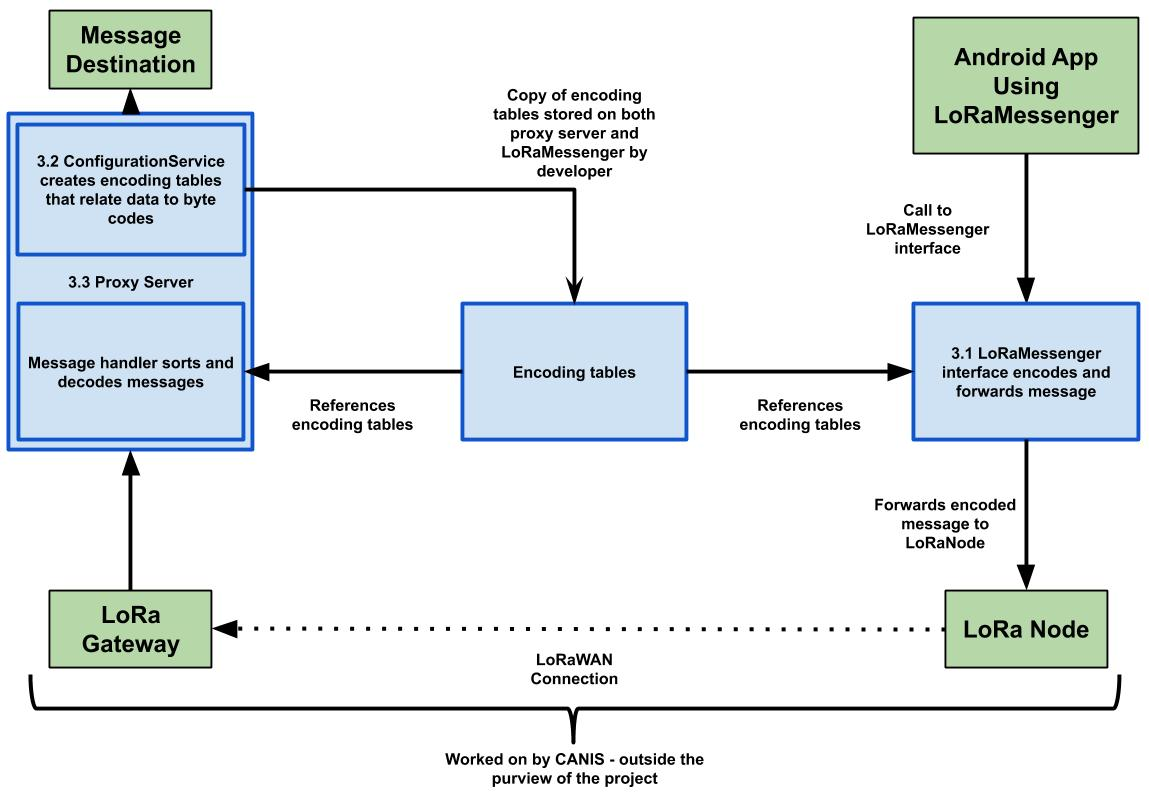 Message
Destination
Android App
Using
LoRaMessenger
Copy of encoding
tables stored on both
proxy server and
LoRaMessenger by
developer
3.2 ConfigurationService
creates encoding tables
that relate data to byte
codes
Call to
LoRaMessenger
interface
3.3 Proxy Server
Message handler sorts and
decodes messages
Encoding tables
3.1 LoRaMessenger
interface encodes and
forwards message
References
encoding tables
References
encoding tables
Forwards encoded
message to
LoRaNode
LoRa
Gateway
LoRa Node
LoRaWAN
Connection
Worked on by CANIS - outside the
purview of the project